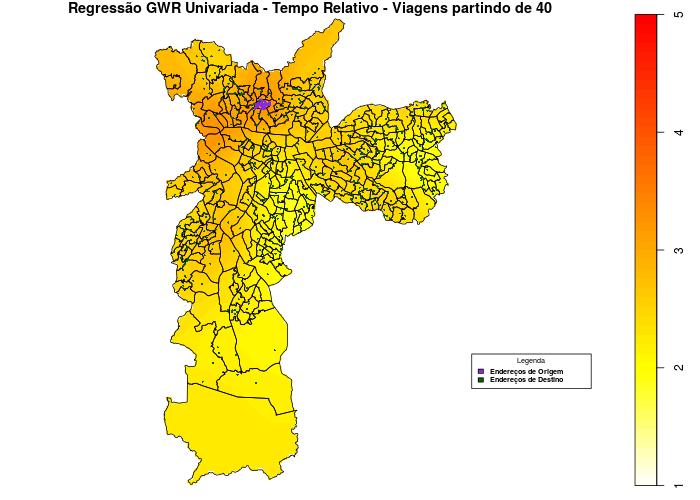 Regressão GWR Univariada - Tempo Relativo - Viagens partindo de 40
5
4
3
2
1
Legenda
Endereços de Origem
Endereços de Destino